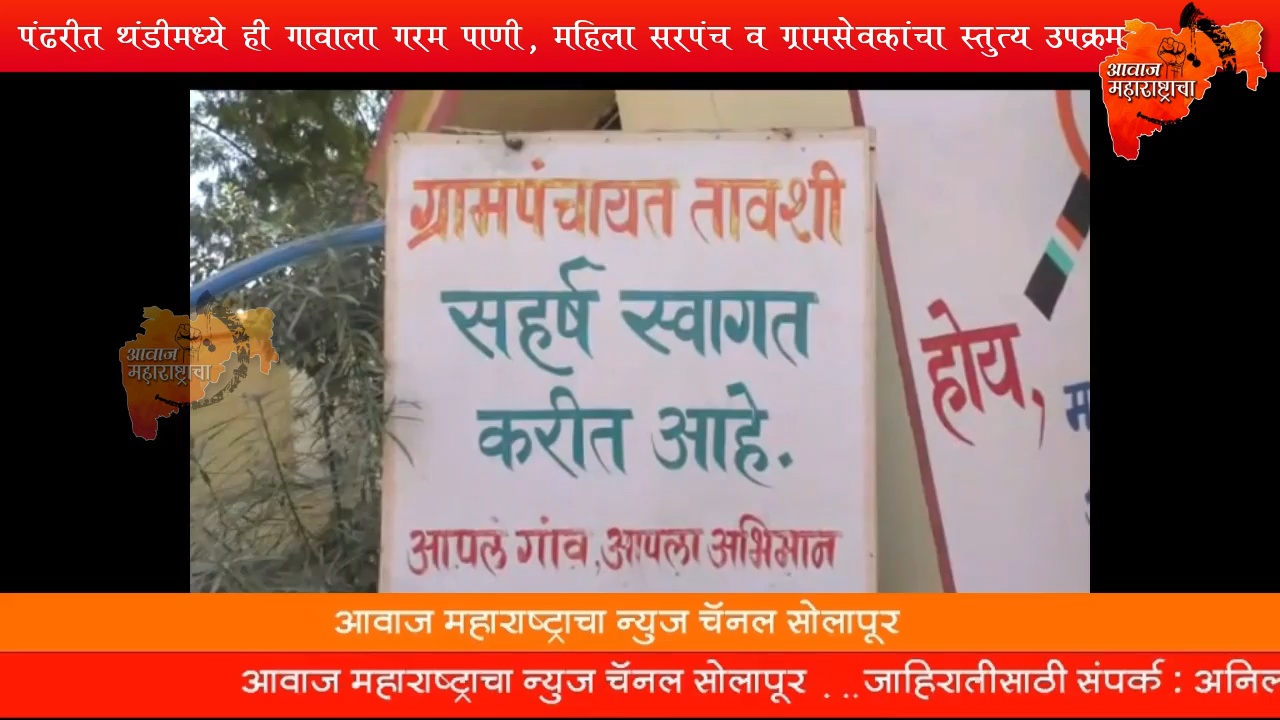 पंढरीत थंडीमध्ये ही गावाला गरम पाणी, महिला सरपंच व ग्रामसेवकांचा स्तुत्य उपक्रम
आवाज
महाराष्ट्राचा
ग्रामपंचायत तावशी
सहर्ष स्वागत
करीत आहे.
आपलं गांव, आपला अभिमान
होय,
आवाज
महाराष्ट्राचा
आवाज महाराष्ट्राचा न्युज चॅनल सोलापूर
आवाज महाराष्ट्राचा न्युज चॅनल सोलापूर . .. जाहिरातीसाठी संपर्क : अनिल